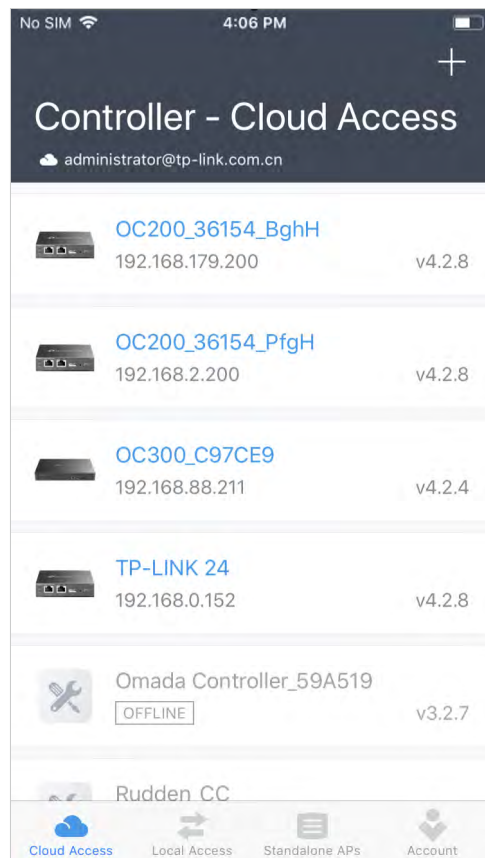 No SIM 4:06 PM
Controller - Cloud Access
administrator@tp-link.com.cn
OC200_36154_BghH
192.168.179.200 v4.2.8
OC200_36154_PfgH
192.168.2.200 v4.2.8
OC300_C97CE9
192.168.88.211 v4.2.4
TP-LINK 24
192.168.0.152 v4.2.8
Omada Controller_59A519
OFFLINE v3.2.7
Rudden CC
Cloud Access Local Access Standalone APs Account